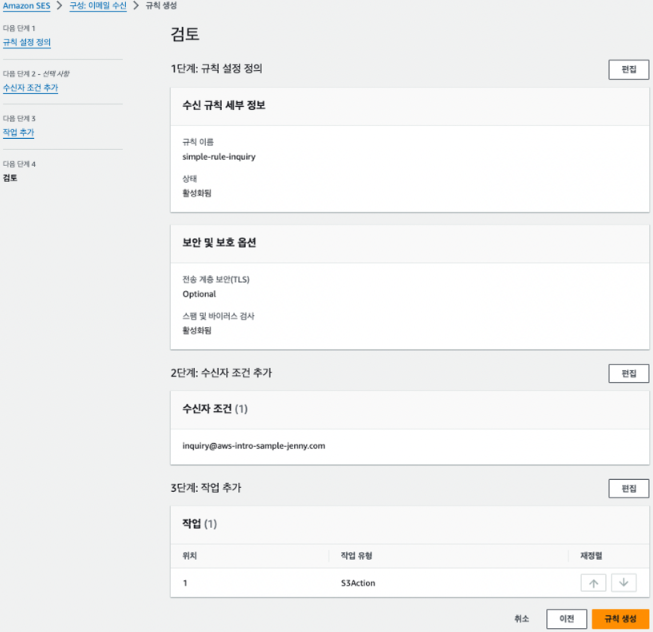 Amazon SES > 구성: 이메일 수신 > 규칙 생성
다음 단계 1
규칙 설정 정의
다음 단계 2 - 선택 사항
수신자 조건 추가
다음 단계 3
작업 추가
다음 단계 4
검토
검토
1단계: 규칙 설정 정의
편집
수신 규칙 세부 정보
규칙 이름
simple-rule-inquiry
상태
활성화됨
보안 및 보호 옵션
전송 계층 보안(TLS)
Optional
스팸 및 바이러스 검사
활성화됨
2단계: 수신자 조건 추가
편집
수신자 조건 (1)
inquiry@aws-intro-sample-jenny.com
3단계: 작업 추가
편집
작업 (1)
위치 작업 유형 재정렬
1 S3Action
취소 이전 규칙 생성